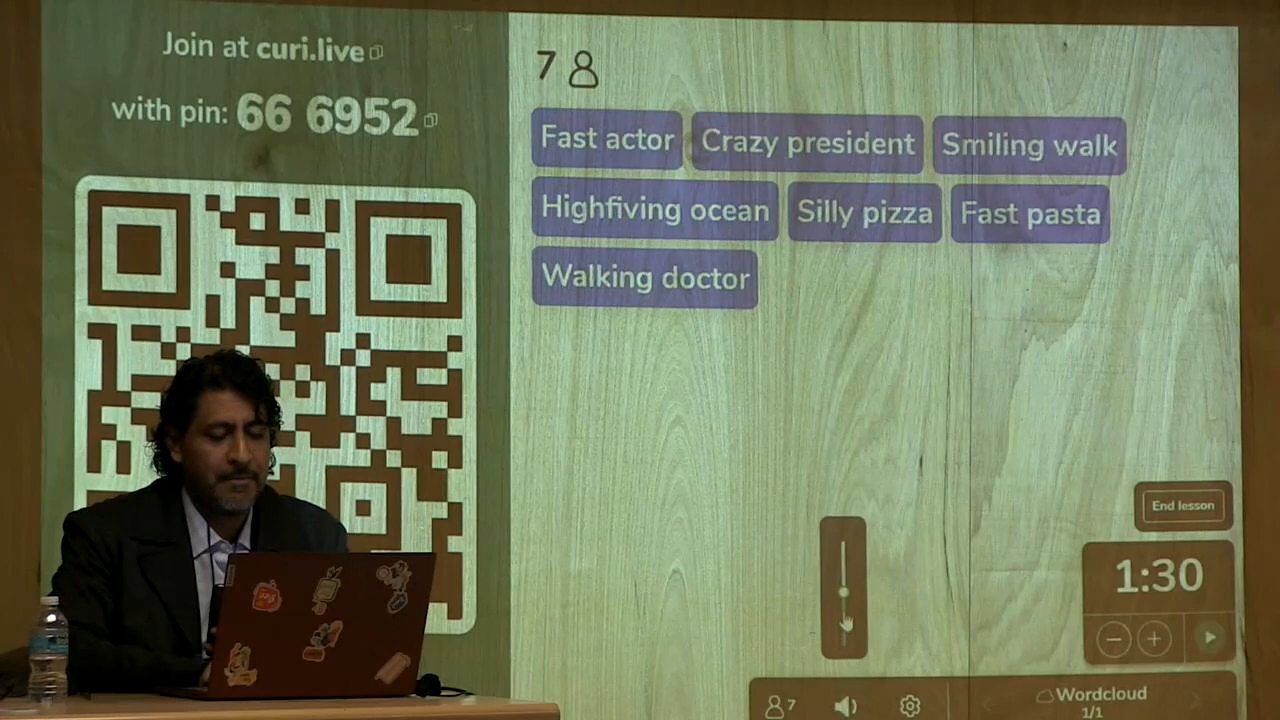 Join at curi.live
with pin: 66 6952
7
Fast actor
Crazy president
Smiling walk
Highfiving ocean
Silly pizza
Fast pasta
Walking doctor
End lesson
1:30
7
Wordcloud
1/1